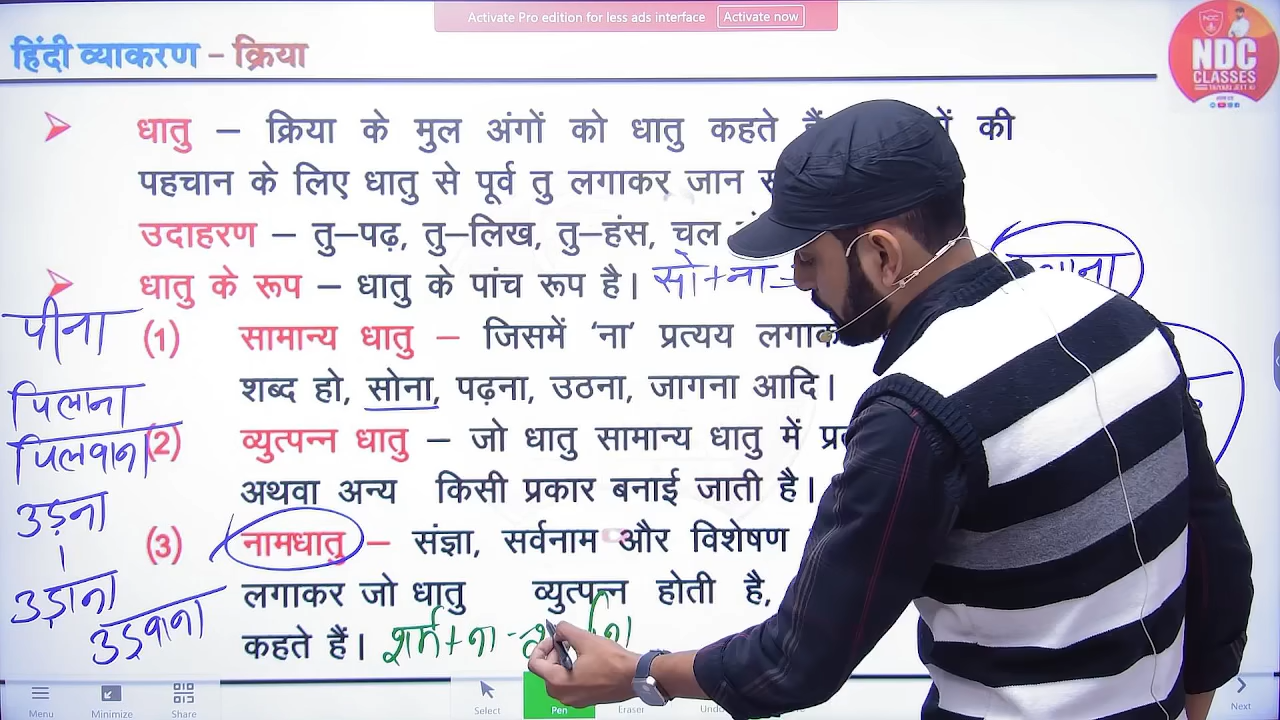 Activate Pro edition for less ads interface Activate now
हिंदी व्याकरण – क्रिया
NDC
NDC
CLASSES
धातु – क्रिया के मुल अंगों को धातु कहते की
पहचान के लिए धातु से पूर्व तु लगाकर जान
उदाहरण – तु–पढ़, तु–लिख, तु–हंस, चल
धातु के रूप – धातु के पांच रूप है। सो+ना=
पीना
(1) सामान्य धातु – जिसमें 'ना' प्रत्यय
शब्द हो, सोना, पढ़ना, उठना, जागना आदि।
पिलाना
(2) व्युत्पन्न धातु – जो धातु सामान्य धातु में
पिलवाना
अथवा अन्य किसी प्रकार बनाई जाती है।
उड़ना
(3) नामधातु – संज्ञा, सर्वनाम और विशेषण
उड़ाना
लगाकर जो धातु व्युत्पन्न होती है,
उड़वाना
कहते हैं। शर्म+ना
Menu Minimize Share Select Pen Eraser Next